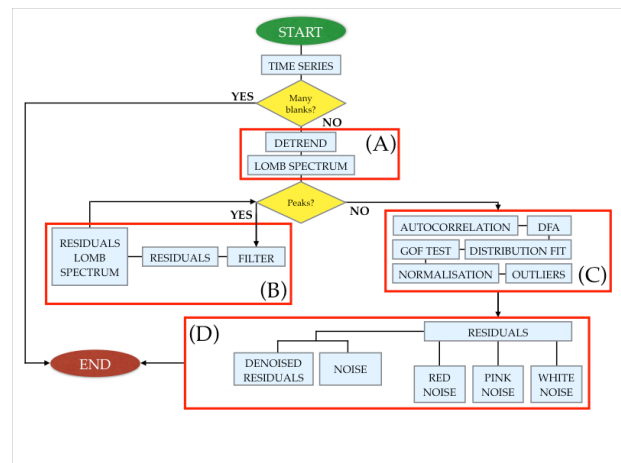 START
TIME SERIES
YES
Many
blanks?
NO
DETREND
(A)
LOMB SPECTRUM
Peaks?
YES
NO
RESIDUALS
LOMB
SPECTRUM
RESIDUALS
FILTER
(B)
AUTOCORRELATION
DFA
GOF TEST
DISTRIBUTION FIT
NORMALISATION
OUTLIERS
(C)
(D)
RESIDUALS
DENOISED
RESIDUALS
NOISE
RED
NOISE
PINK
NOISE
WHITE
NOISE
END